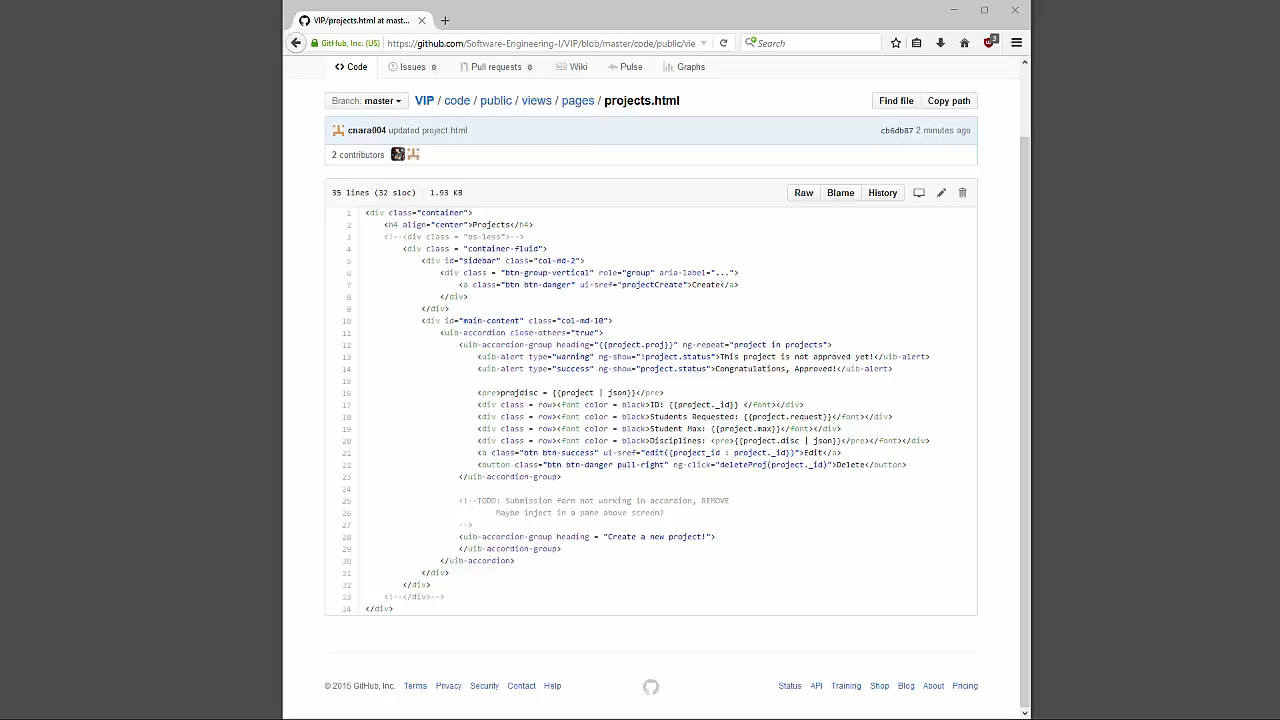 VIP/projects.html at mast...
GitHub, Inc. (US) https://github.com/Software-Engineering-I/VIP/blob/master/code/public/vie Search 3
Code Issues 0 Pull requests 0 Wiki Pulse Graphs
Branch: master VIP / code / public / views / pages / projects.html Find file Copy path
cnara004 updated project.html cb6db87 2 minutes ago
2 contributors
35 lines (32 sloc) 1.93 KB Raw Blame History
1 <div class="container">
2 <h4 align="center">Projects</h4>
3 <!--<div class = "bs-less">-->
4 <div class = "container-fluid">
5 <div id="sidebar" class="col-md-2">
6 <div class = "btn-group-vertical" role="group" aria-label="...">
7 <a class="btn btn-danger" ui-sref="projectCreate">Create</a>
8 </div>
9 </div>
10 <div id="main-content" class="col-md-10">
11 <uib-accordion close-others="true">
12 <uib-accordion-group heading="{{project.proj}}" ng-repeat="project in projects">
13 <uib-alert type="warning" ng-show="!project.status">This project is not approved yet!</uib-alert>
14 <uib-alert type="success" ng-show="project.status">Congratulations, Approved!</uib-alert>
15
16 <pre>projdisc = {{project | json}}</pre>
17 <div class = row><font color = black>ID: {{project._id}} </font></div>
18 <div class = row><font color = black>Students Requested: {{project.request}}</font></div>
19 <div class = row><font color = black>Student Max: {{project.max}}</font></div>
20 <div class = row><font color = black>Disciplines: <pre>{{project.disc | json}}</pre></font></div>
21 <a class="btn btn-success" ui-sref="edit({project_id : project._id})">Edit</a>
22 <button class="btn btn-danger pull-right" ng-click="deleteProj(project._id)">Delete</button>
23 </uib-accordion-group>
24
25 <!--TODO: Submission form not working in accordion, REMOVE
26 Maybe inject in a pane above screen?
27 -->
28 <uib-accordion-group heading = "Create a new project!">
29 </uib-accordion-group>
30 </uib-accordion>
31 </div>
32 </div>
33 <!--</div>-->
34 </div>
© 2015 GitHub, Inc. Terms Privacy Security Contact Help Status API Training Shop Blog About Pricing